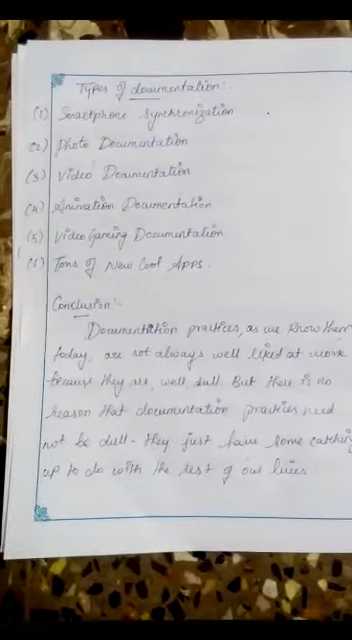 Types of documentation:-
(1) Smartphone synchronization
(2) Photo Documentation
(3) Video Documentation
(4) Animation Documentation
(5) Video Gaming Documentation
(6) Tons of New Cool Apps.
Conclusion:-
Documentation practices, as we know them
today, are not always well liked at work
because they are, well dull. But there is no
reason that documentation practices need
not be dull - they just have some catching
up to do with the rest of our lives.